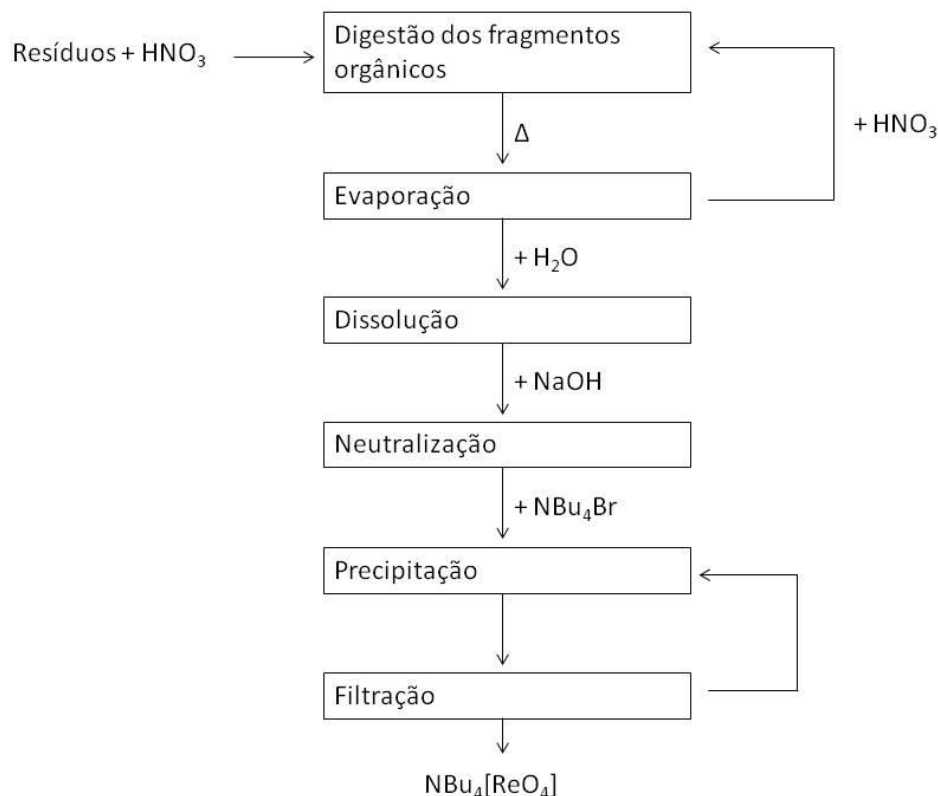 Resíduos + HNO₃
Digestão dos fragmentos
orgânicos
+ HNO₃
Δ
Evaporação
+ H₂O
Dissolução
+ NaOH
Neutralização
+ NBu₄Br
Precipitação
Filtração
NBu₄[ReO₄]